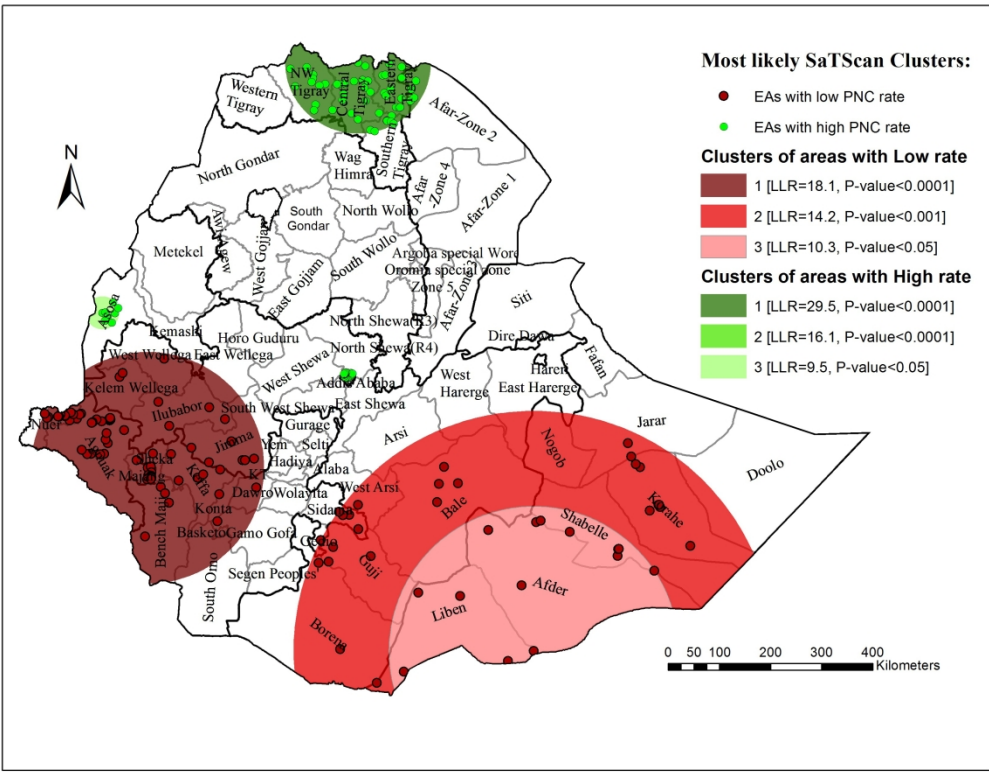 Most likely SaTScan Clusters:
EAs with low PNC rate
EAs with high PNC rate
Clusters of areas with Low rate
1 [LLR=18.1, P-value<0.0001]
2 [LLR=14.2, P-value<0.001]
3 [LLR=10.3, P-value<0.05]
Clusters of areas with High rate
1 [LLR=29.5, P-value<0.0001]
2 [LLR=16.1, P-value<0.0001]
3 [LLR=9.5, P-value<0.05]
N
NW
Tigray
Central
Tigray
Eastern
Tigray
Western
Tigray
Southern
Tigray
Afar-Zone 2
North Gondar
Wag
Himra
Afar
-Zone 4
Afar-Zone 1
South
Gondar
North Wollo
Metekel
Awi/Agew
West Gojjam
East Gojjam
South Wollo
Argoba special Wore
Oromia special zone
Zone 5
Afar-Zone3
Siti
Asosa
Kemashi
Horo Guduru
North Shewa(R3)
North Shewa(R4)
Dire Dawa
Fafan
West Wollega
East Wellega
Kelem Wellega
West Shewa
Addis Ababa
West
Harerge
Harer
East Harerge
Ilubabor
South West Shewa
East Shewa
Nuer
Gurage
Arsi
Jarar
Jimma
Yem
Selti
Hadiya
Alaba
KT
Agnuak
Majang
Keffa
Nogob
Doolo
Dawro
Wolayita
West Arsi
Sidama
Bale
Korahe
Konta
Bench Maji
Basketo
Gamo Gofa
Gedio
Shabelle
Guji
Segen Peoples'
South Omo
Afder
Liben
Borena
0 50 100 200 300 400
Kilometers